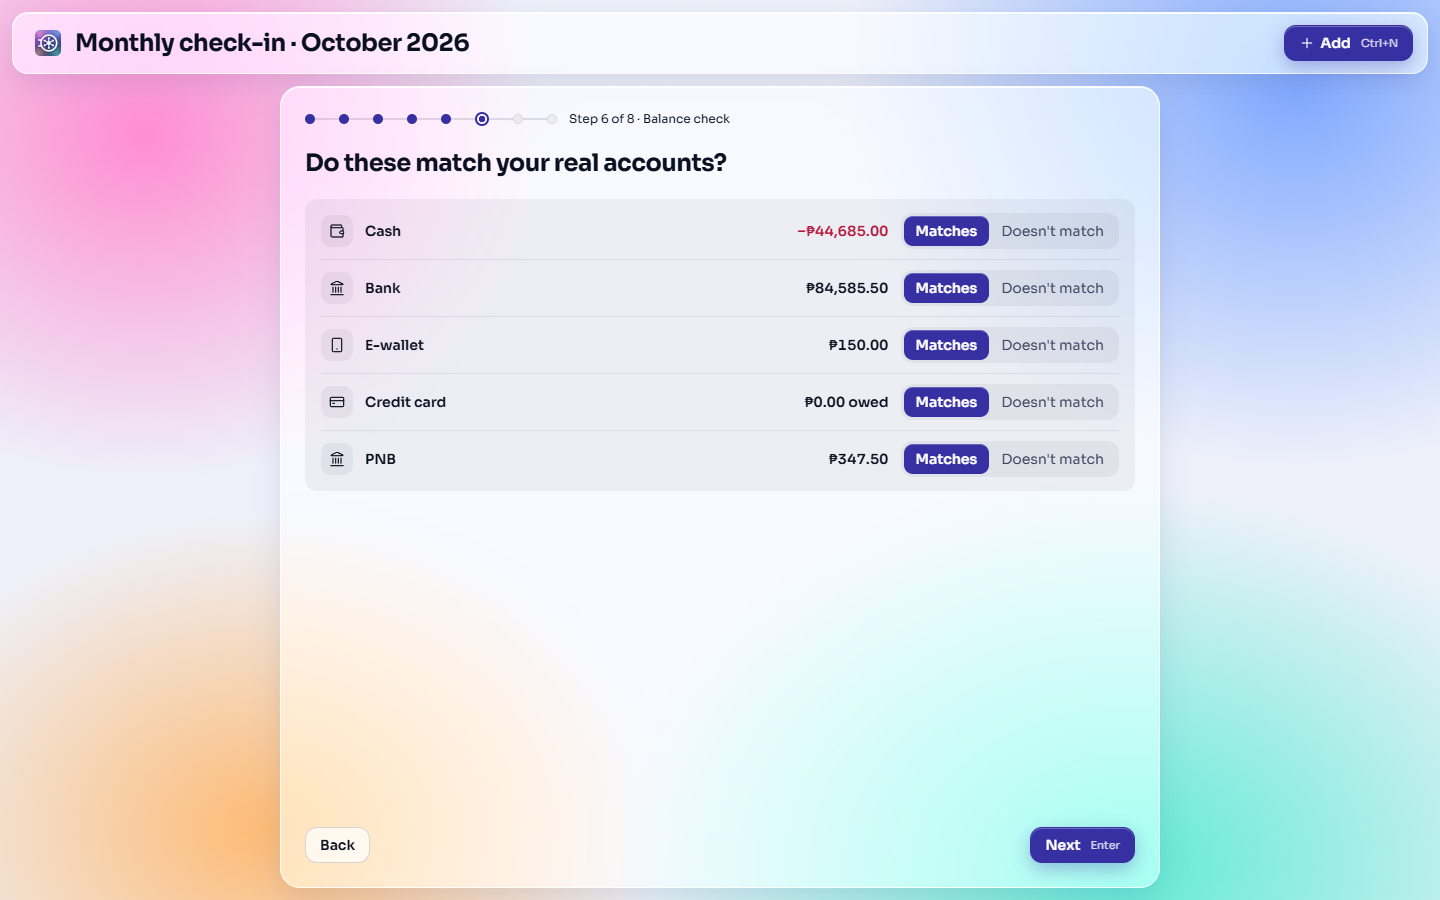 Monthly check-in · October 2026
Add Ctrl+N
Step 6 of 8 · Balance check
Do these match your real accounts?
Cash −₱44,685.00 Matches Doesn't match
Bank ₱84,585.50 Matches Doesn't match
E-wallet ₱150.00 Matches Doesn't match
Credit card ₱0.00 owed Matches Doesn't match
PNB ₱347.50 Matches Doesn't match
Back
Next Enter